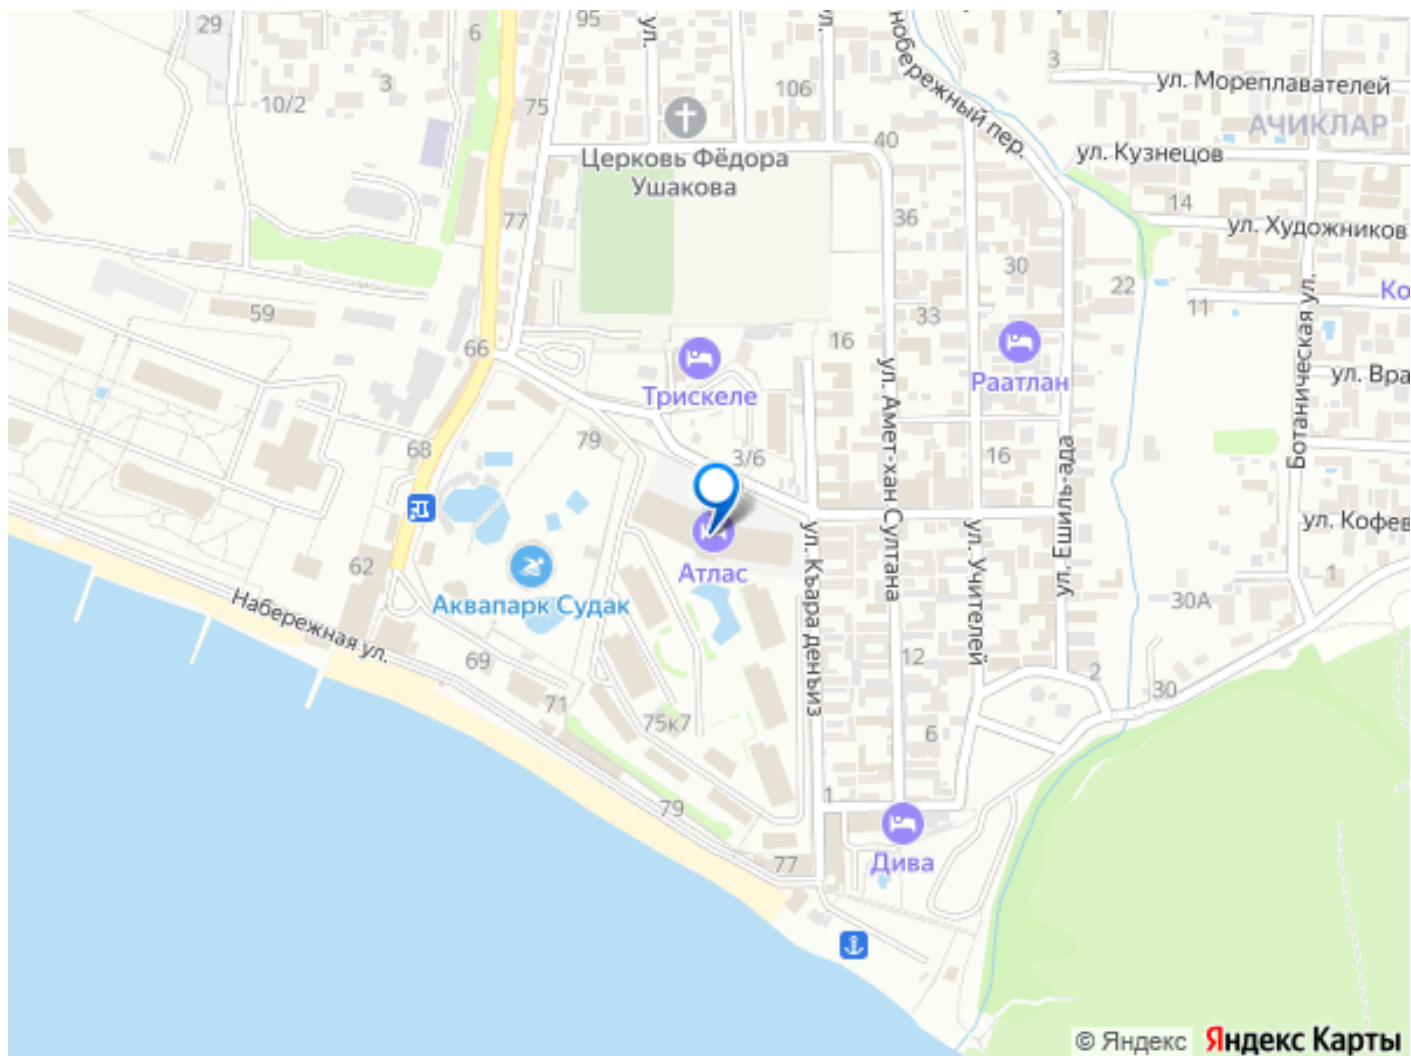 29
6
95
ул.
ул.
нобережный пер.
3
ул. Мореплавателей
10/2
3
75
106
АЧИКЛАР
40
ул. Кузнецов
Церковь Фёдора
Ушакова
14
77
36
ул. Художников
30
22
Ко
59
33
11
Ботаническая ул.
66
16
Трискеле
Раатлан
ул. Вра
ул. Амет-хан Султана
79
68
3/6
16
ул. Ешиль-ада
ул. Кофев
Атлас
ул. Къара денъиз
ул. Учителей
62
1
Аквапарк Судак
30А
Набережная ул.
69
12
2
30
71
75к7
6
79
1
77
Дива
© Яндекс
Яндекс Карты